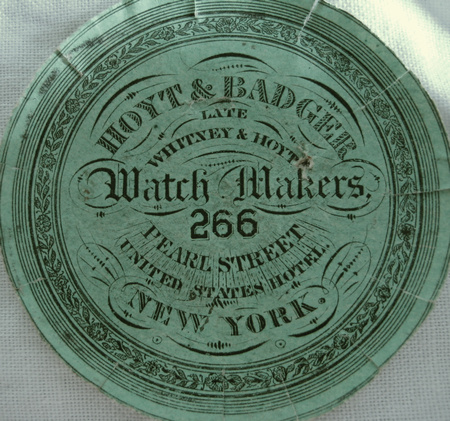 HOYT & BADGER
LATE
WHITNEY & HOYT
Watch Makers,
266
PEARL STREET
UNITED STATES HOTEL.
NEW YORK.